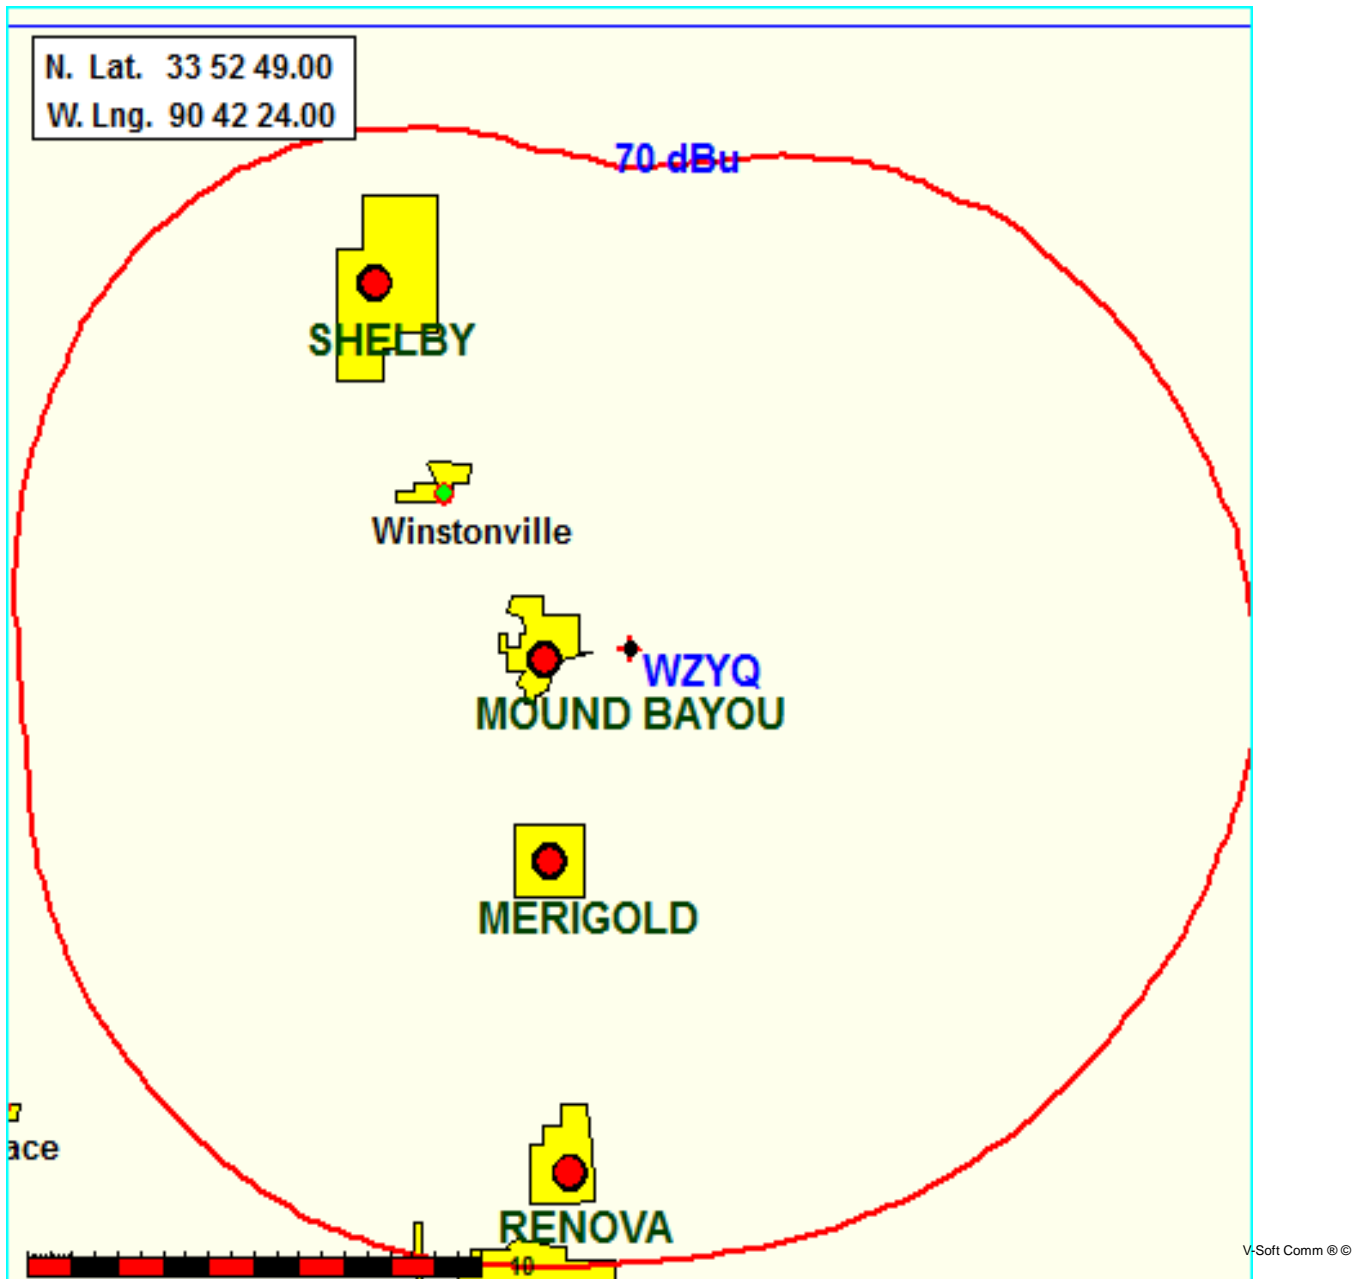 N. Lat. 33 52 49.00
W. Lng. 90 42 24.00
70 dBu
SHELBY
Winstonville
WZYQ
MOUND BAYOU
MERIGOLD
ace
RENOVA
10
V-Soft Comm ® ©